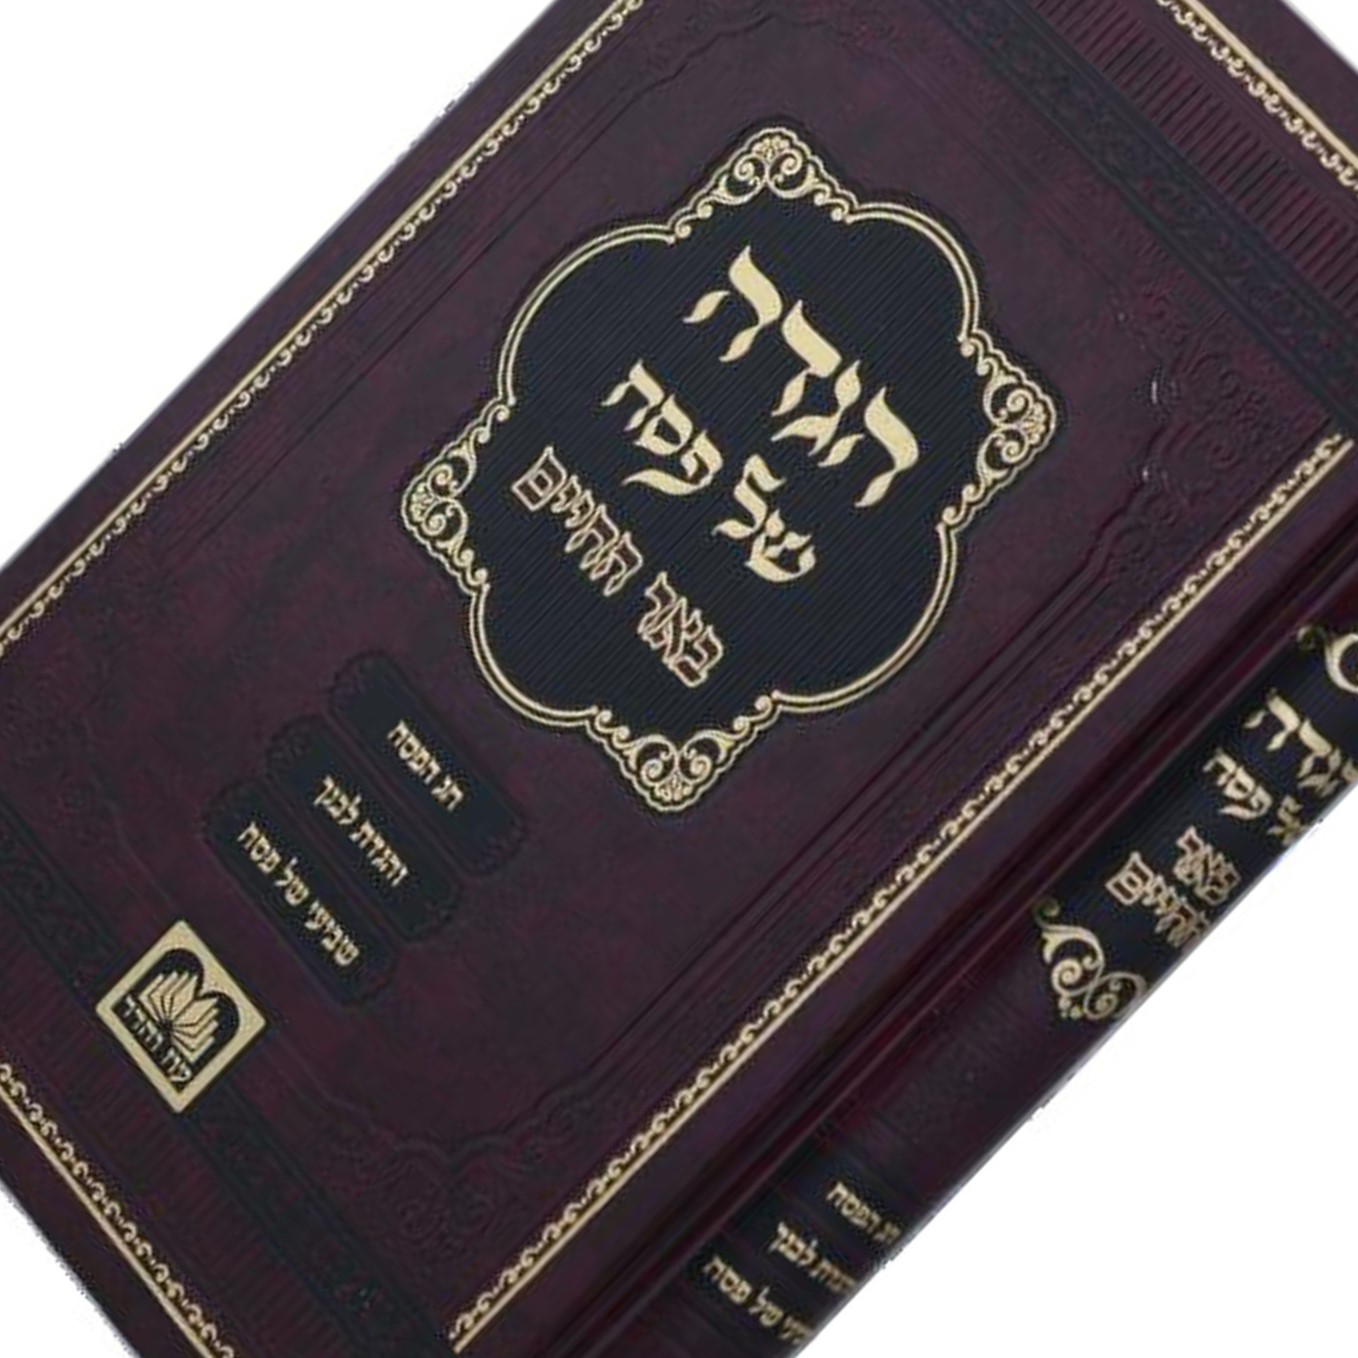 הגדה
של פסח
באר החיים
חג הפסח
והגדת לבנך
שביעי של פסח
הגדה
של פסח
באר
החיים
חג הפסח
והגדת לבנך
שביעי של פסח